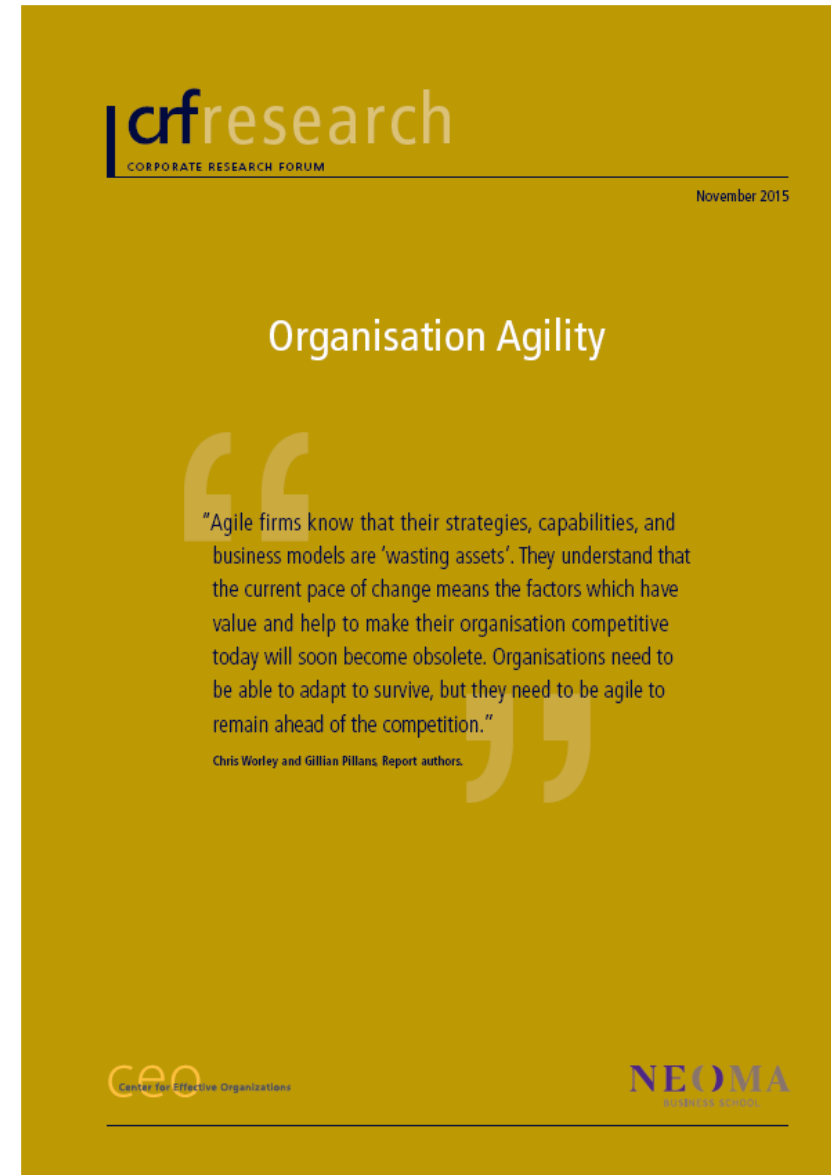 crfresearch
CORPORATE RESEARCH FORUM
November 2015
Organisation Agility
“Agile firms know that their strategies, capabilities, and
business models are ‘wasting assets’. They understand that
the current pace of change means the factors which have
value and help to make their organisation competitive
today will soon become obsolete. Organisations need to
be able to adapt to survive, but they need to be agile to
remain ahead of the competition.”
Chris Worley and Gillian Pillans, Report authors.
ceo
Center for Effective Organizations
NEOMA
BUSINESS SCHOOL